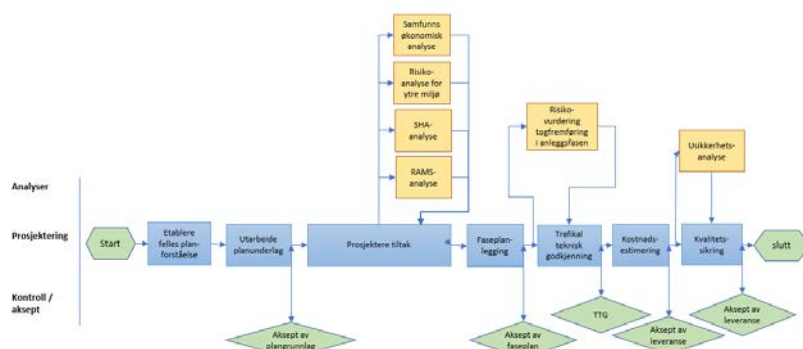 Samfunns
økonomisk
analyse
Risiko-
analyse for
ytre miljø
SHA-
analyse
RAMS-
analyse
Risiko-
vurdering
togfremføring
i anleggsfasen
Usikkerhets-
analyse
Analyser
Prosjektering
Kontroll /
aksept
Start
Etablere
felles plan-
forståelse
Utarbeide
planunderlag
Prosjektere tiltak
Faseplan-
legging
Trafikal
teknisk
godkjenning
Kostnads-
estimering
Kvalitets-
sikring
slutt
Aksept av
plangrunnlag
Aksept av
faseplan
TTG
Aksept av
leveranse
Aksept av
leveranse